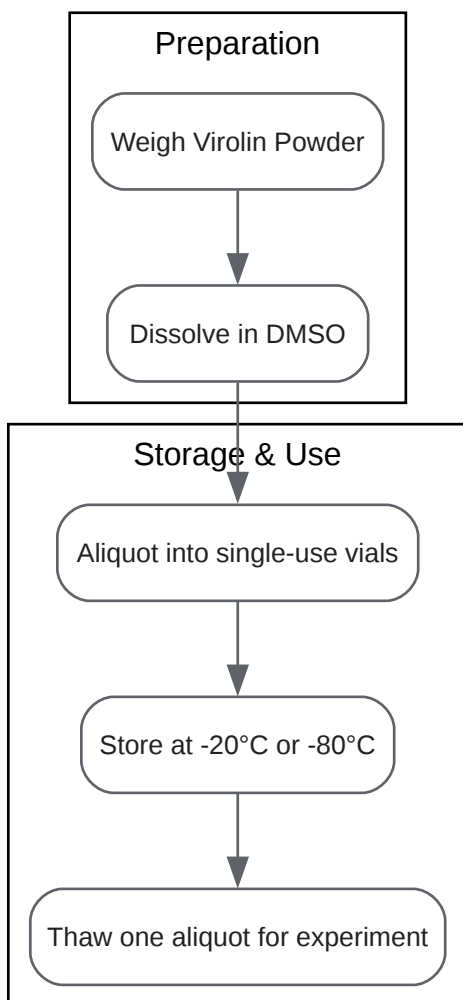 Preparation
Weigh Virolin Powder
Dissolve in DMSO
Storage & Use
Aliquot into single-use vials
Store at -20°C or -80°C
Thaw one aliquot for experiment